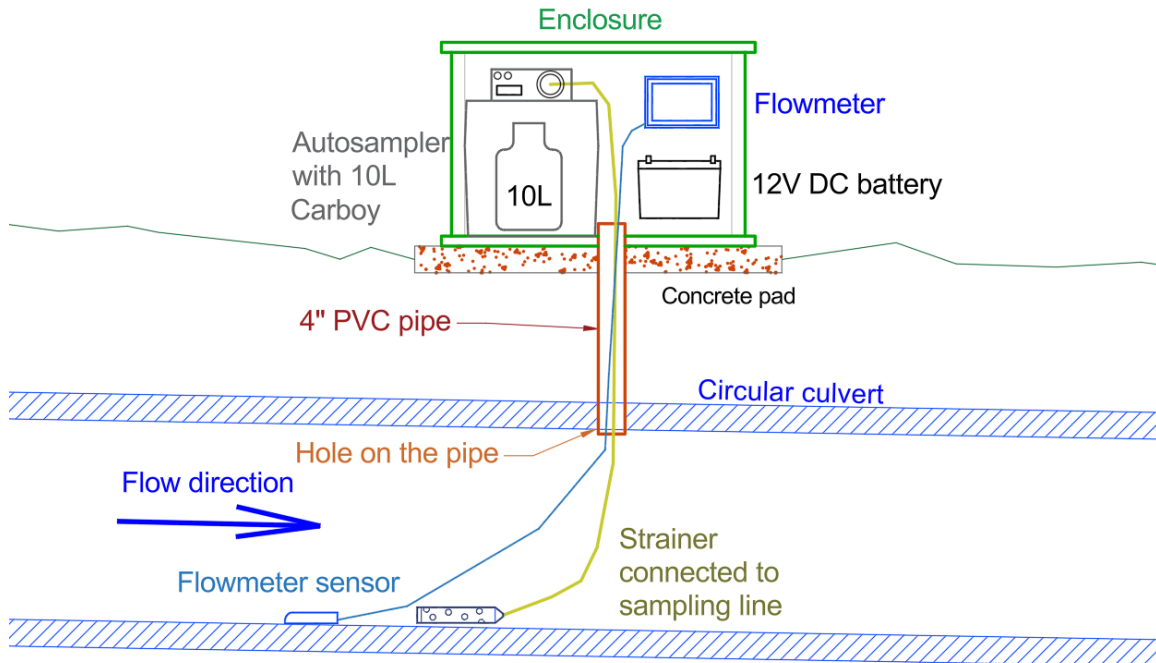 Enclosure
Flowmeter
Autosampler
with 10L
Carboy
10L
12V DC battery
Concrete pad
4" PVC pipe
Circular culvert
Hole on the pipe
Flow direction
Strainer
connected to
sampling line
Flowmeter sensor